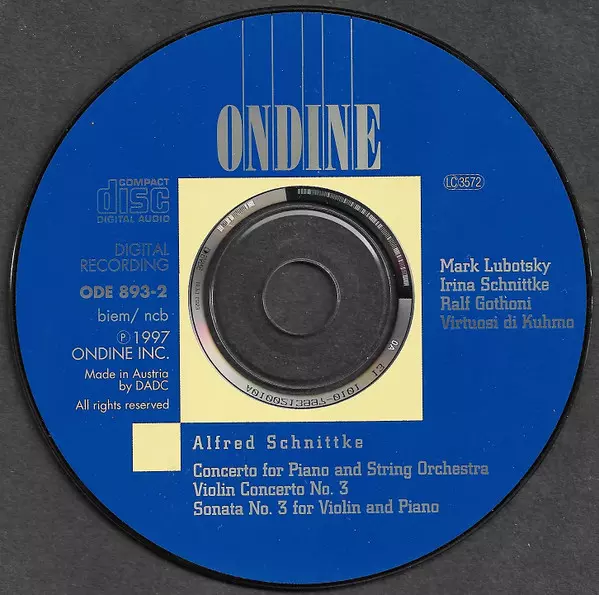 ONDINE
COMPACT
disc
DIGITAL AUDIO
LC 3572
DIGITAL
RECORDING
ODE 893-2
biem/ ncb
Ⓟ 1997
ONDINE INC.
Made in Austria
by DADC
All rights reserved
Mark Lubotsky
Irina Schnittke
Ralf Gothoni
Virtuosi di Kuhmo
Alfred Schnittke
Concerto for Piano and String Orchestra
Violin Concerto No. 3
Sonata No. 3 for Violin and Piano